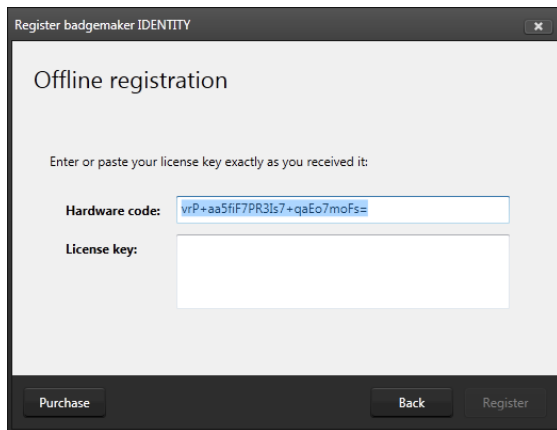 Register badgemaker IDENTITY
Offline registration
Enter or paste your license key exactly as you received it:
Hardware code: vrP+aa5fiF7PR3Is7+qaEo7moFs=
License key:
Purchase Back Register